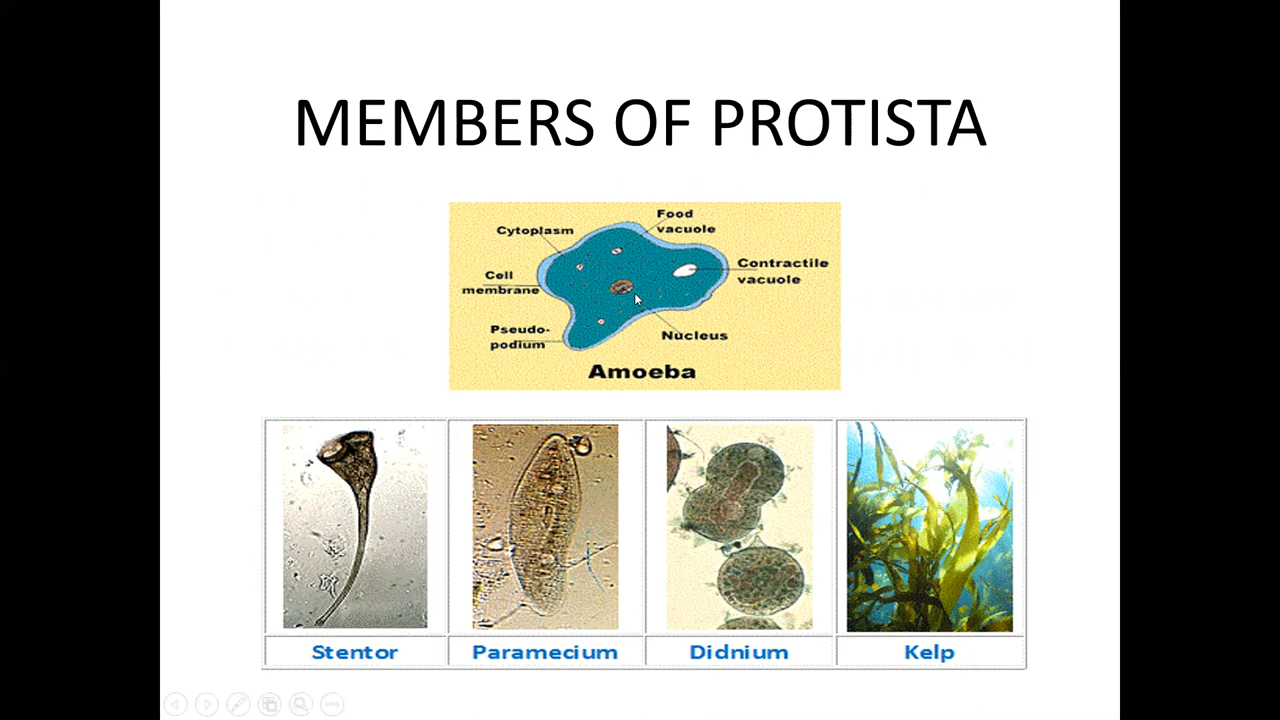 MEMBERS OF PROTISTA
Food
vacuole
Cytoplasm
Contractile
vacuole
Cell
membrane
Pseudo-
podium
Nucleus
Amoeba
Stentor
Paramecium
Didnium
Kelp